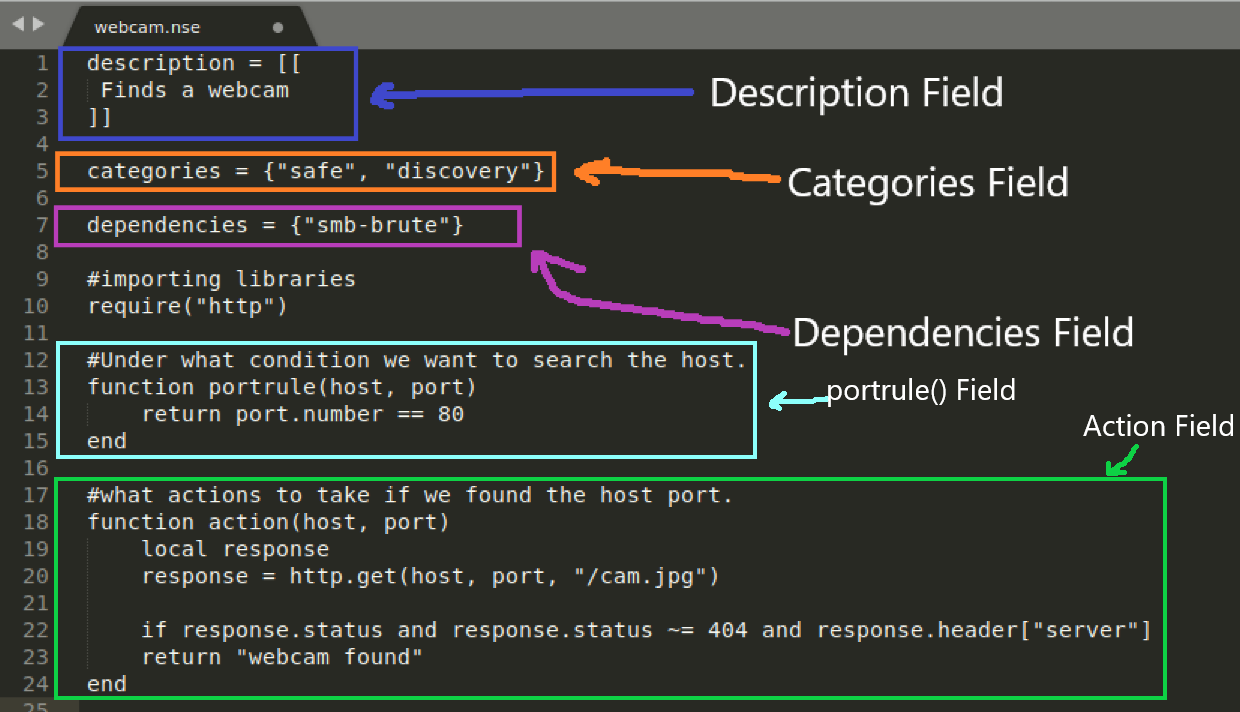 webcam.nse
1 description = [[
2 Finds a webcam
3 ]]
Description Field
4
5 categories = {"safe", "discovery"}
Categories Field
6
7 dependencies = {"smb-brute"}
8
9 #importing libraries
10 require("http")
11
Dependencies Field
12 #Under what condition we want to search the host.
13 function portrule(host, port)
portrule() Field
14 return port.number == 80
15 end
Action Field
16
17 #what actions to take if we found the host port.
18 function action(host, port)
19 local response
20 response = http.get(host, port, "/cam.jpg")
21
22 if response.status and response.status ~= 404 and response.header["server"]
23 return "webcam found"
24 end
25